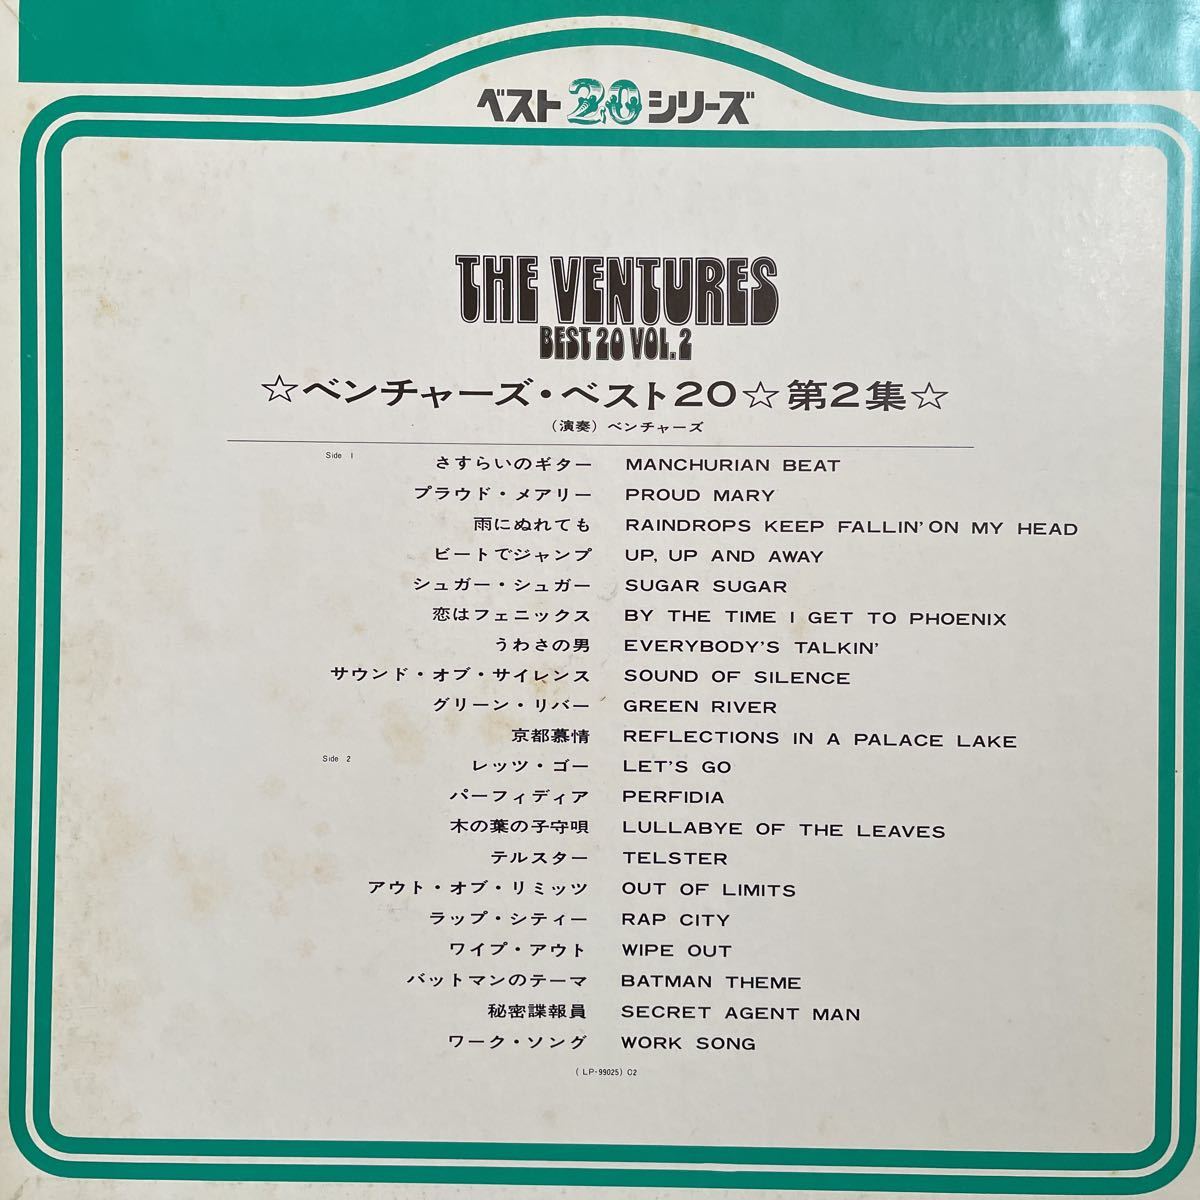 ベスト20シリーズ
THE VENTURES
BEST 20 VOL.2
☆ベンチャーズ・ベスト20☆第2集☆
(演奏)ベンチャーズ
Side 1
さすらいのギター MANCHURIAN BEAT
プラウド・メアリー PROUD MARY
雨にぬれても RAINDROPS KEEP FALLIN' ON MY HEAD
ビートでジャンプ UP, UP AND AWAY
シュガー・シュガー SUGAR SUGAR
恋はフェニックス BY THE TIME I GET TO PHOENIX
うわさの男 EVERYBODY'S TALKIN'
サウンド・オブ・サイレンス SOUND OF SILENCE
グリーン・リバー GREEN RIVER
京都慕情 REFLECTIONS IN A PALACE LAKE
Side 2
レッツ・ゴー LET'S GO
パーフィディア PERFIDIA
木の葉の子守唄 LULLABYE OF THE LEAVES
テルスター TELSTER
アウト・オブ・リミッツ OUT OF LIMITS
ラップ・シティー RAP CITY
ワイプ・アウト WIPE OUT
バットマンのテーマ BATMAN THEME
秘密諜報員 SECRET AGENT MAN
ワーク・ソング WORK SONG
(LP-99025) C2